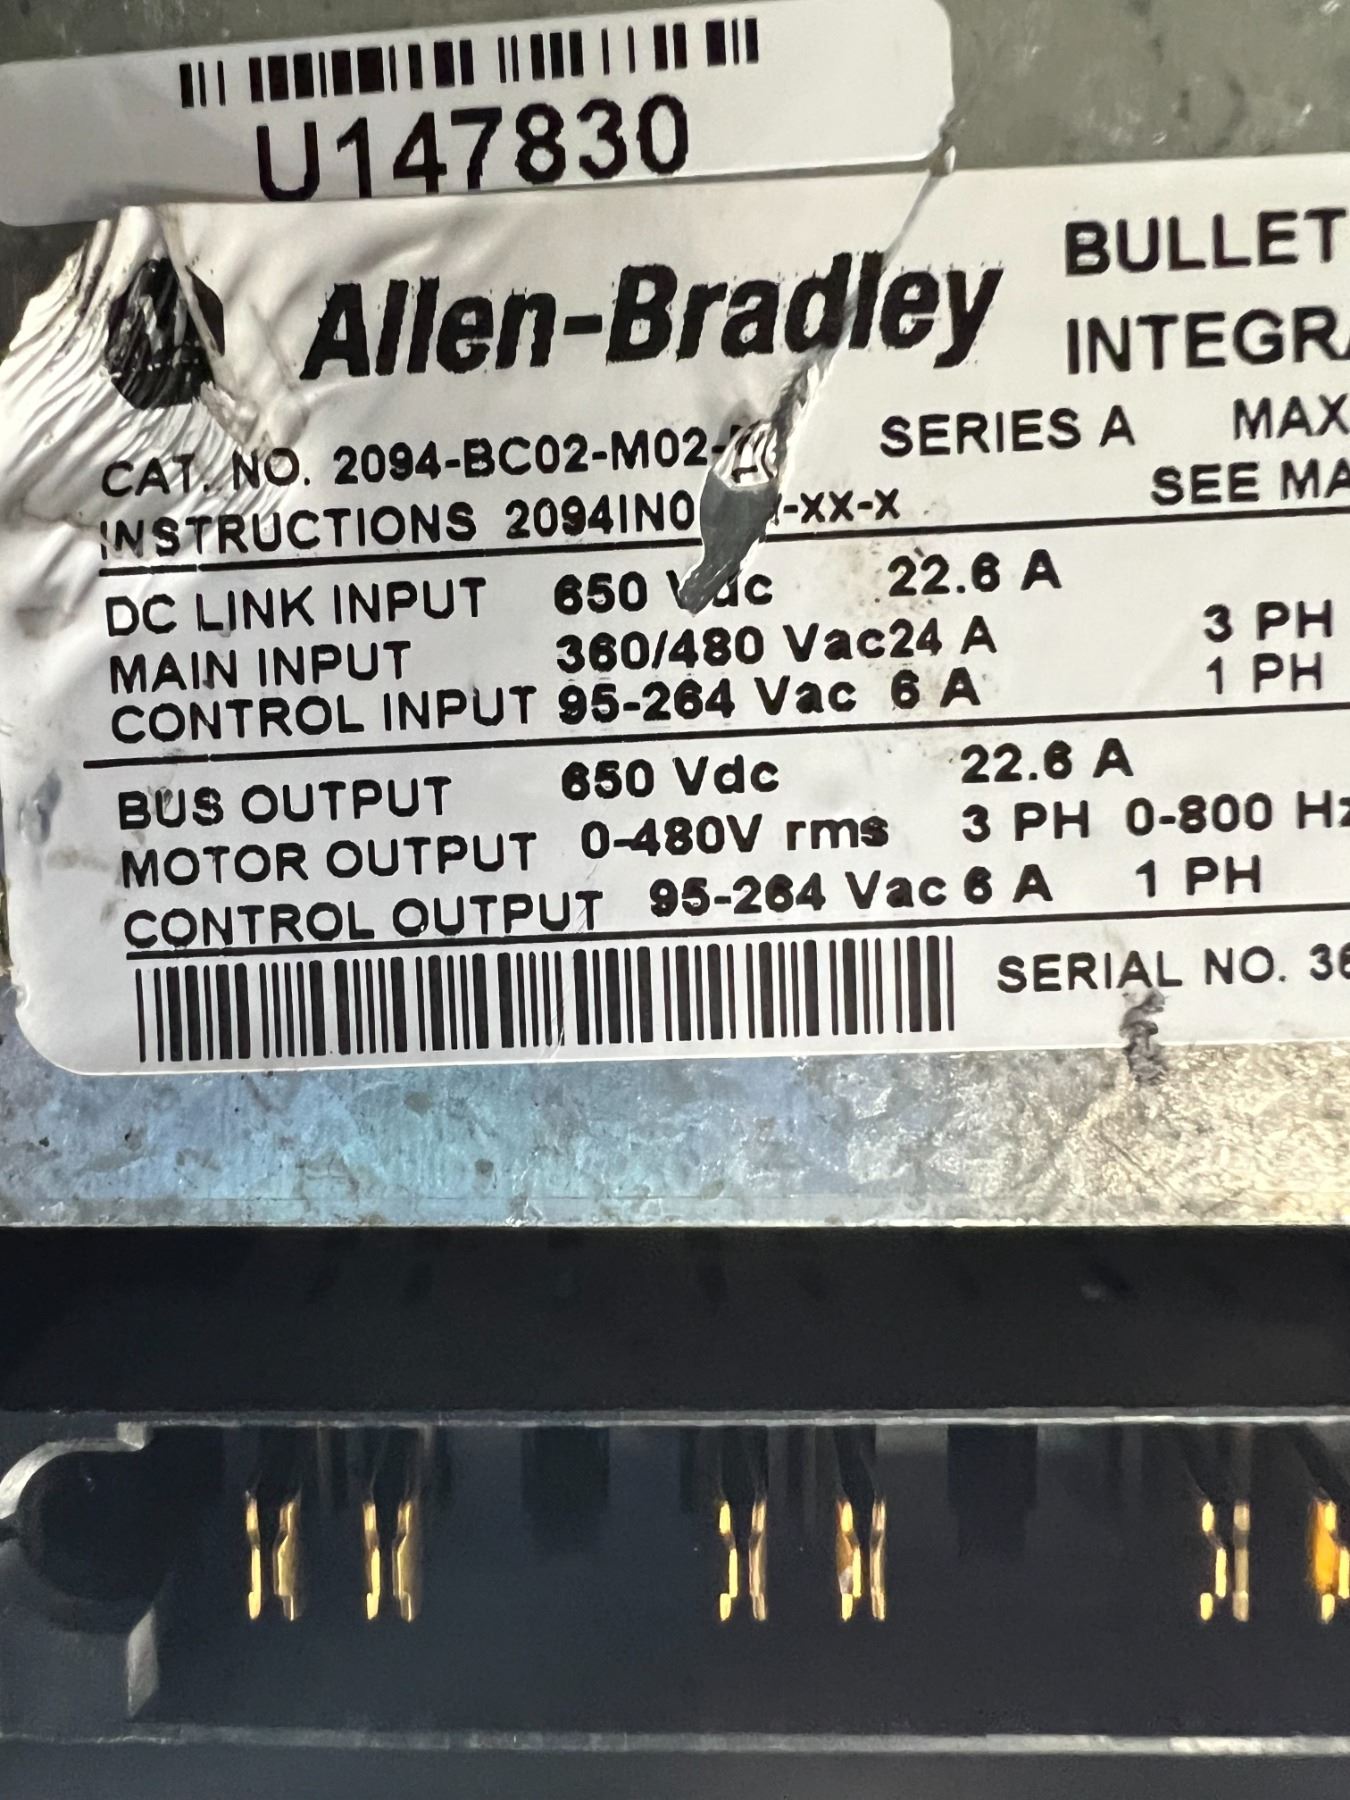 U147830
Allen-Bradley
BULLET
INTEGRA
CAT. NO. 2094-BC02-M02-
SERIES A MAX
INSTRUCTIONS 2094IN0 -XX-X
SEE MA
DC LINK INPUT 650 Vdc 22.6 A
MAIN INPUT 360/480 Vac24 A 3 PH
CONTROL INPUT 95-264 Vac 6 A 1 PH
BUS OUTPUT 650 Vdc 22.6 A
MOTOR OUTPUT 0-480V rms 3 PH 0-800 Hz
CONTROL OUTPUT 95-264 Vac 6 A 1 PH
SERIAL NO. 36